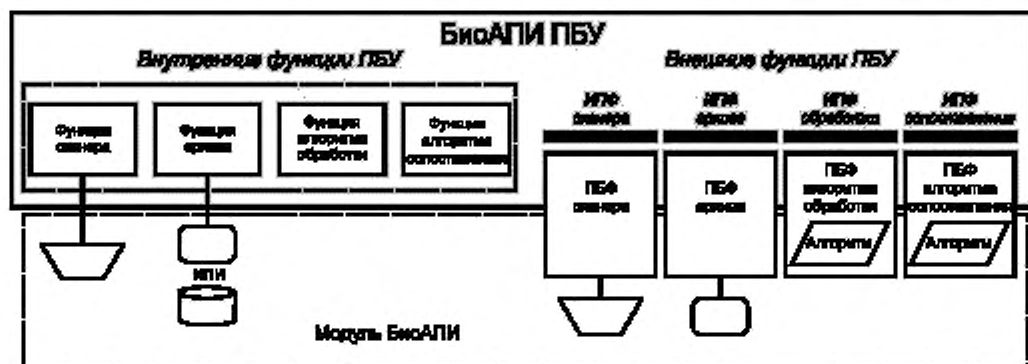 БиоАПИ ПБУ
Внутренние функции ПБУ
Внешние функции ПБУ
ИПФ
сканера
ИПФ
архива
ИПФ
обработки
ИПФ
сопоставления
Функция
сканера
Функция
архива
Функция
алгоритма
обработки
Функция
алгоритма
сопоставления
ПБФ
сканера
ПБФ
архива
ПБФ
алгоритма
обработки
Алгоритм
ПБФ
алгоритма
сопоставления
Алгоритм
ИЛИ
Модуль БиоАПИ